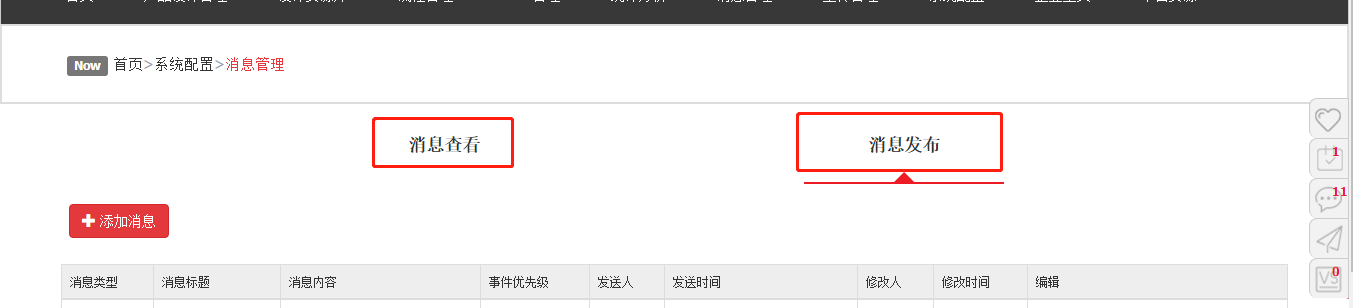 Now 首页>系统配置>消息管理
消息查看 消息发布
添加消息
消息类型 消息标题 消息内容 事件优先级 发送人 发送时间 修改人 修改时间 编辑
1
11
VS 0